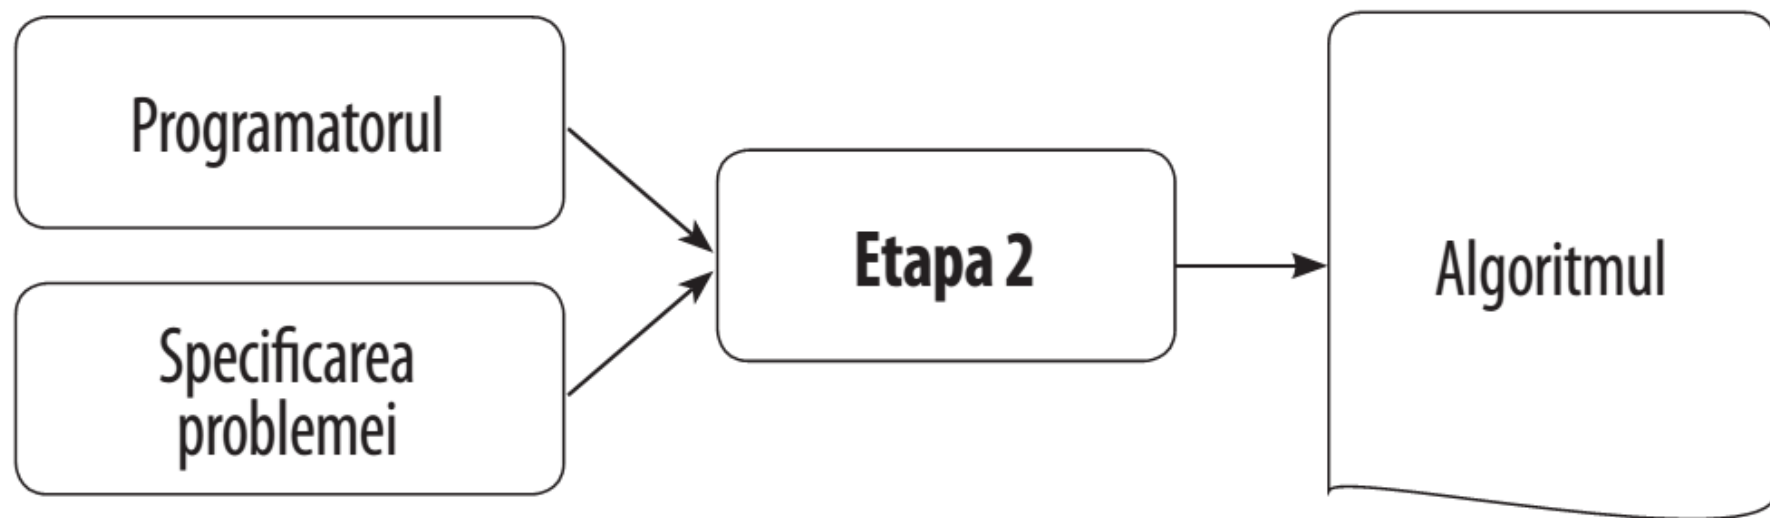 Programatorul
Specificarea
problemei
Etapa 2
Algoritmul